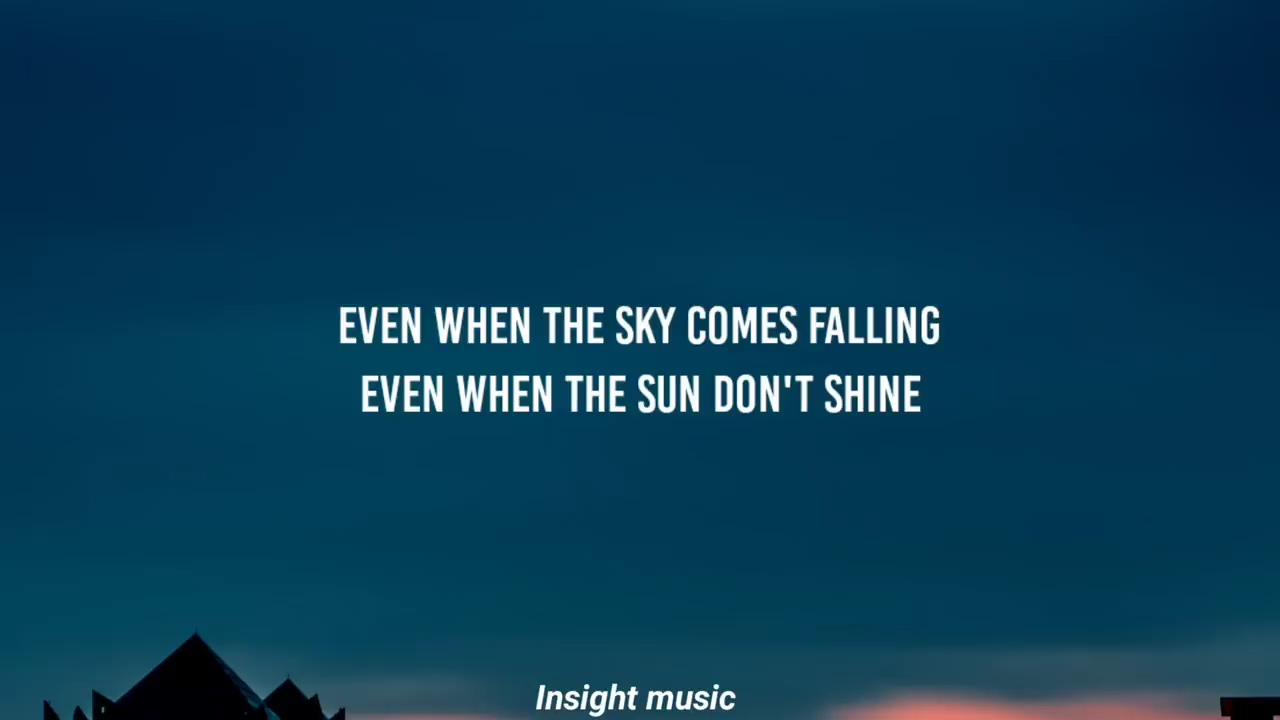 EVEN WHEN THE SKY COMES FALLING
EVEN WHEN THE SUN DON'T SHINE
Insight music